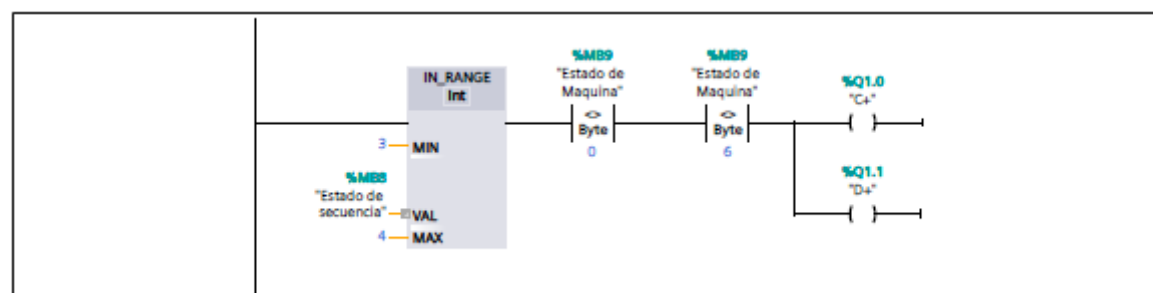 IN_RANGE
Int
3
MIN
%MB8
"Estado de
secuencia"
VAL
4
MAX
%MB9
"Estado de
Maquina"
<>
Byte
0
%MB9
"Estado de
Maquina"
<>
Byte
6
%Q1.0
"C+"
%Q1.1
"D+"